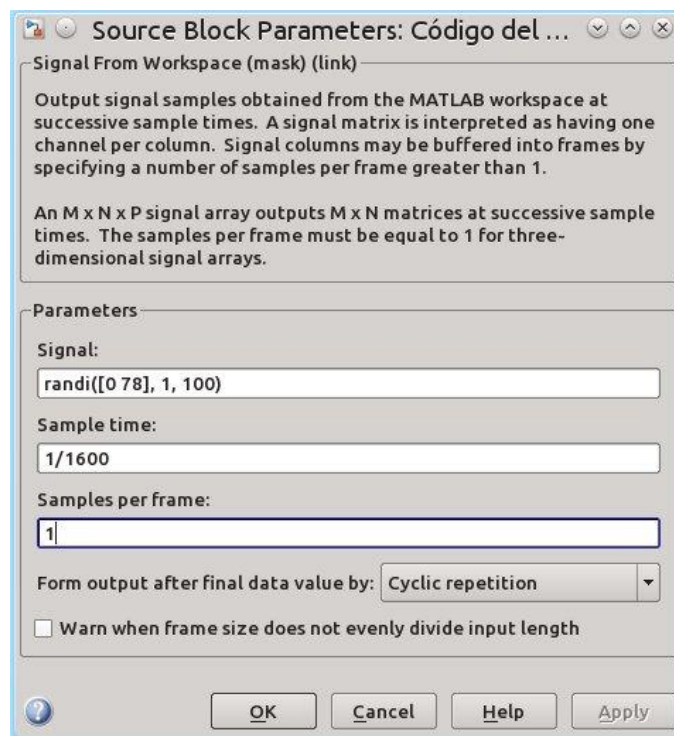 Source Block Parameters: Código del ...
Signal From Workspace (mask) (link)
Output signal samples obtained from the MATLAB workspace at
successive sample times. A signal matrix is interpreted as having one
channel per column. Signal columns may be buffered into frames by
specifying a number of samples per frame greater than 1.
An M x N x P signal array outputs M x N matrices at successive sample
times. The samples per frame must be equal to 1 for three-
dimensional signal arrays.
Parameters
Signal:
randi([0 78], 1, 100)
Sample time:
1/1600
Samples per frame:
1
Form output after final data value by: Cyclic repetition
Warn when frame size does not evenly divide input length
OK Cancel Help Apply